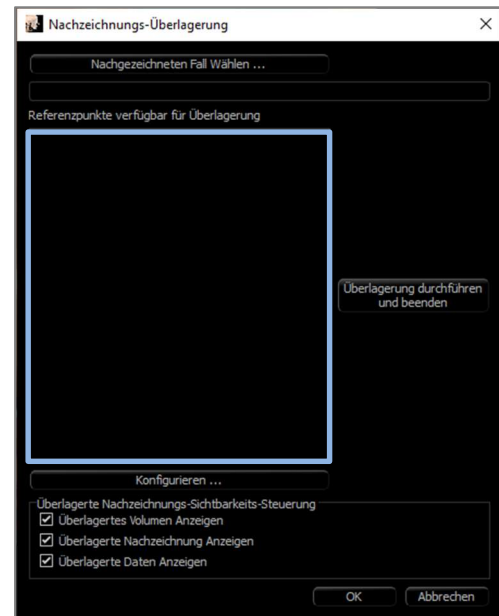 Nachzeichnungs-Überlagerung
Nachgezeichneten Fall Wählen ...
Referenzpunkte verfügbar für Überlagerung
Überlagerung durchführen
und beenden
Konfigurieren ...
Überlagerte Nachzeichnungs-Sichtbarkeits-Steuerung
Überlagertes Volumen Anzeigen
Überlagerte Nachzeichnung Anzeigen
Überlagerte Daten Anzeigen
OK
Abbrechen